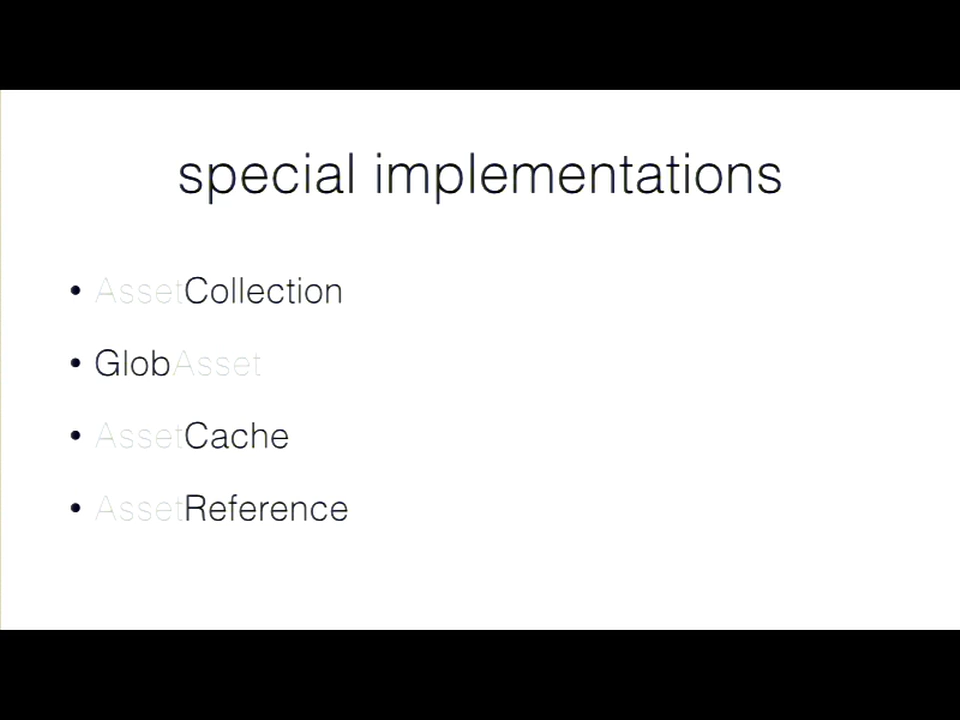 special implementations
• AssetCollection
• GlobAsset
• AssetCache
• AssetReference